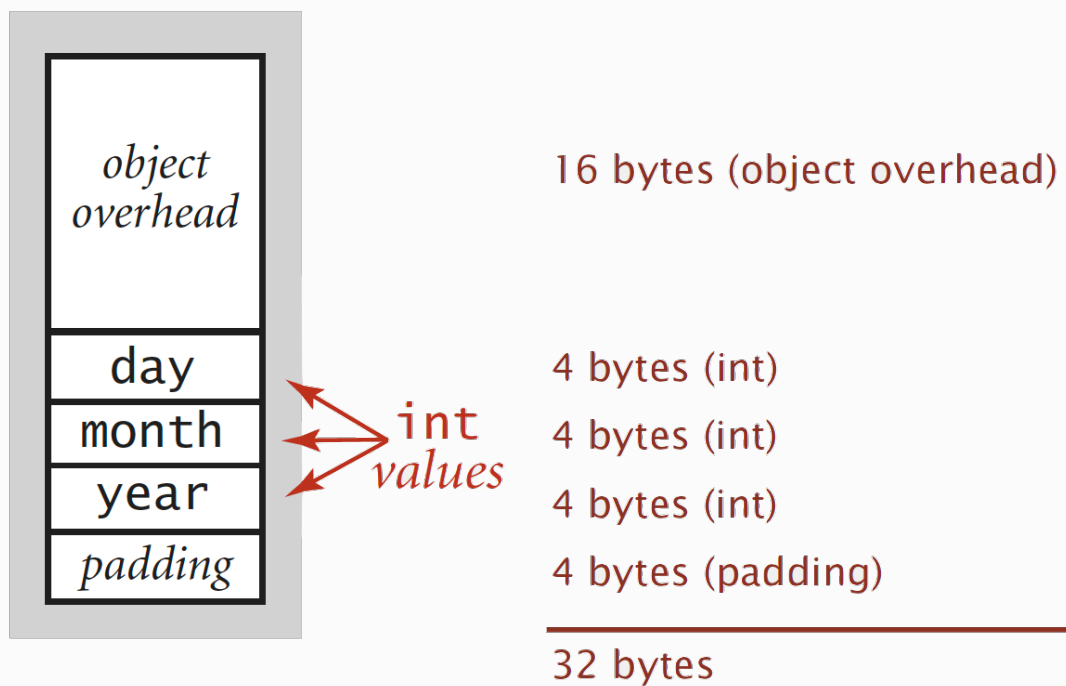 object
overhead
16 bytes (object overhead)
day
4 bytes (int)
month
int
values
4 bytes (int)
year
4 bytes (int)
padding
4 bytes (padding)
32 bytes